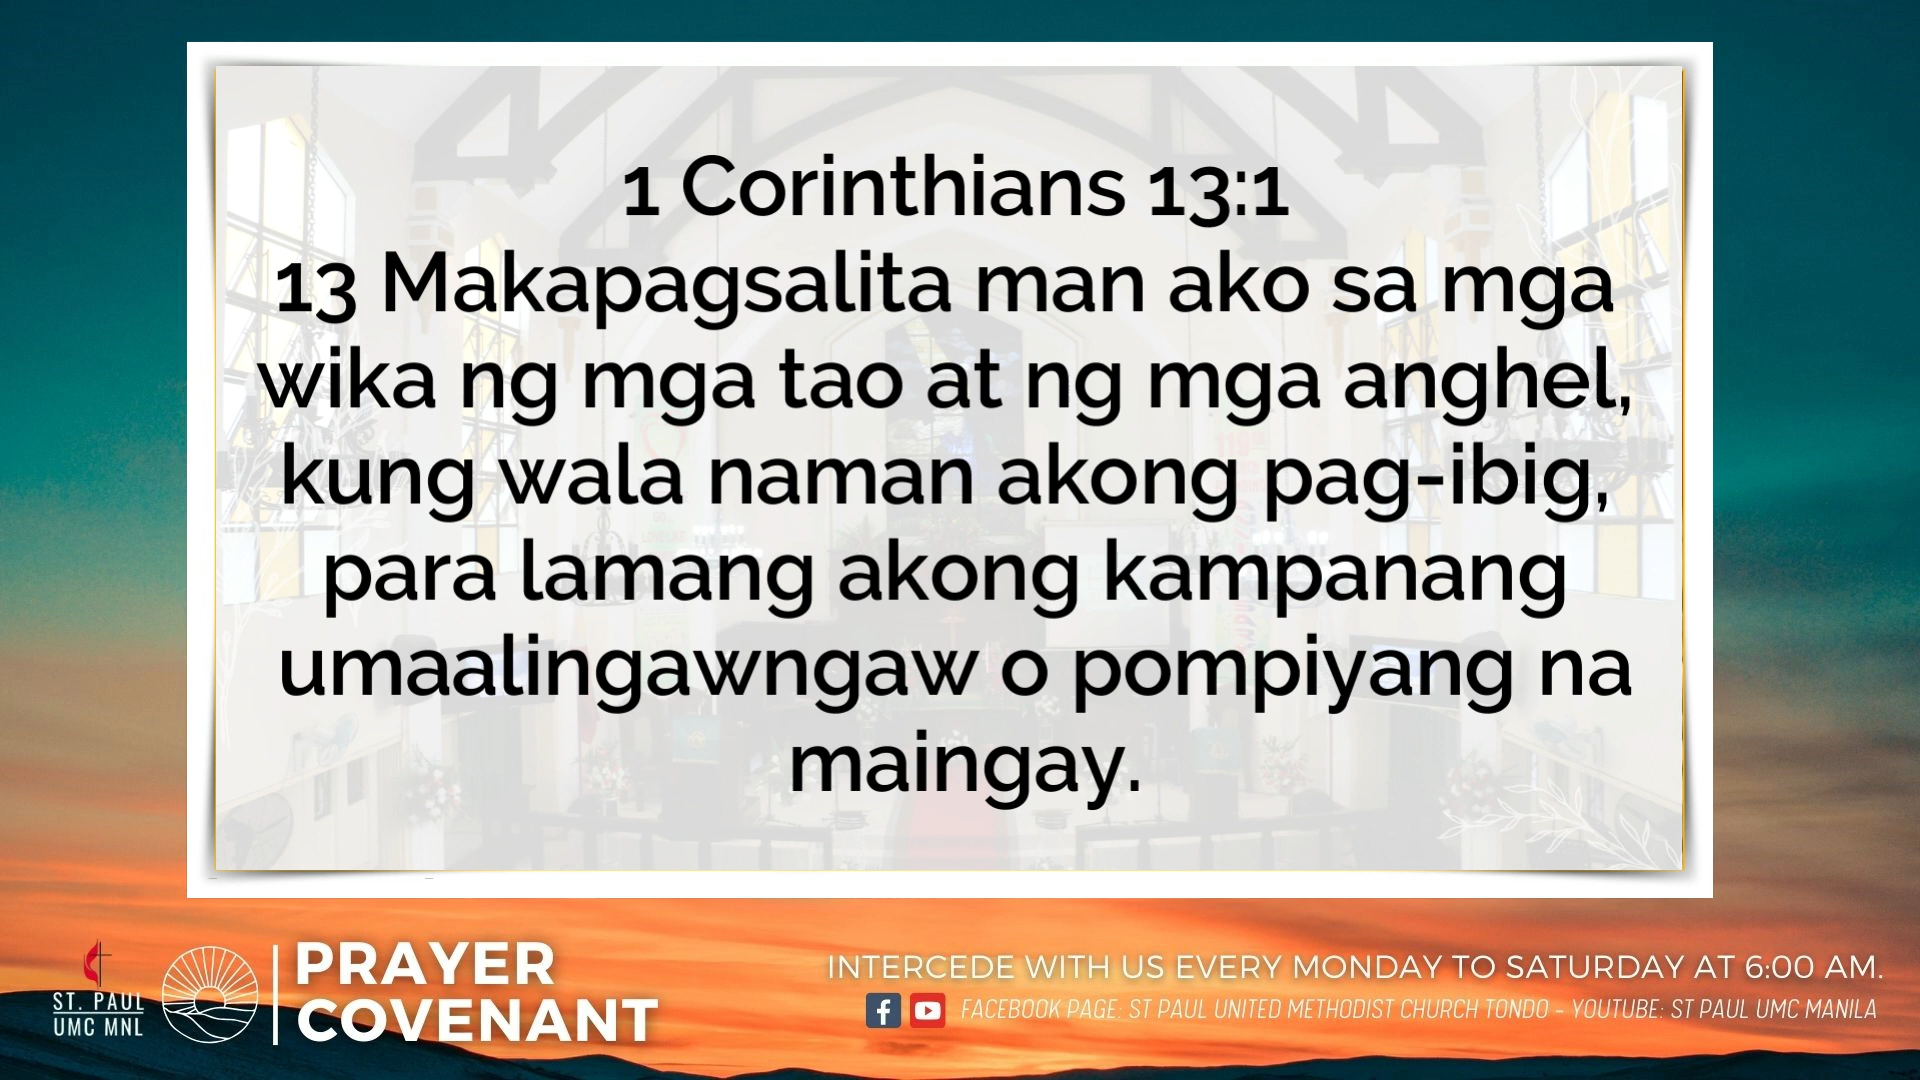 1 Corinthians 13:1
13 Makapagsalita man ako sa mga
wika ng mga tao at ng mga anghel,
kung wala naman akong pag-ibig,
para lamang akong kampanang
umaalingawngaw o pompiyang na
maingay.
ST. PAUL
UMC MNL
PRAYER
COVENANT
INTERCEDE WITH US EVERY MONDAY TO SATURDAY AT 6:00 AM.
FACEBOOK PAGE: ST PAUL UNITED METHODIST CHURCH TONDO - YOUTUBE: ST PAUL UMC MANILA